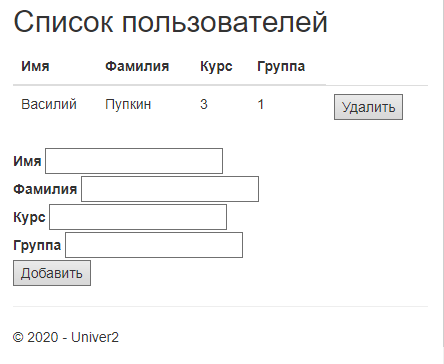 Список пользователей
Имя Фамилия Курс Группа
Василий Пупкин 3 1 Удалить
Имя
Фамилия
Курс
Группа
Добавить
© 2020 - Univer2